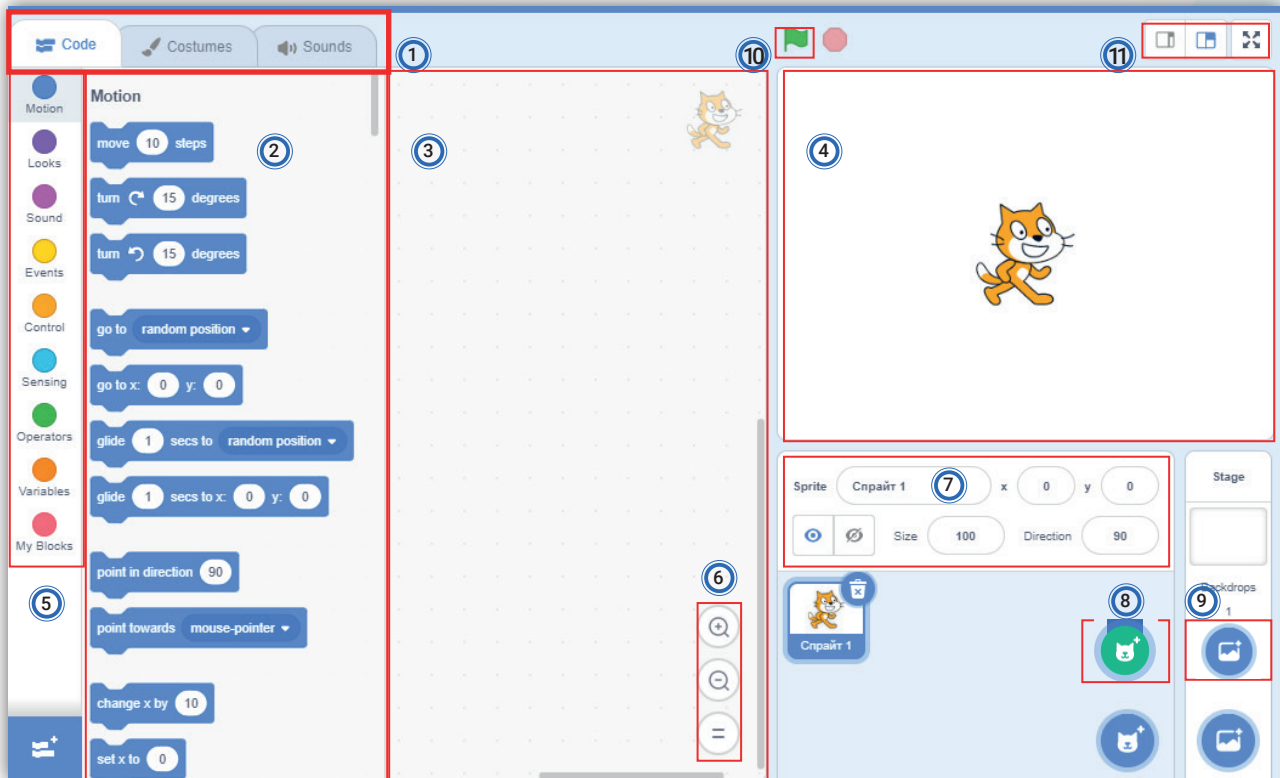 Code
Costumes
Sounds
1
10
11
Motion
Looks
Sound
Events
Control
Sensing
Operators
Variables
My Blocks
5
Motion
move 10 steps
2
turn 15 degrees
turn 15 degrees
go to random position
go to x: 0 y: 0
glide 1 secs to random position
glide 1 secs to x: 0 y: 0
point in direction 90
point towards mouse-pointer
change x by 10
set x to 0
3
6
4
Sprite Спрайт 1 7 x 0 y 0
Size 100 Direction 90
Спрайт 1
8
Stage
Backdrops
9
1